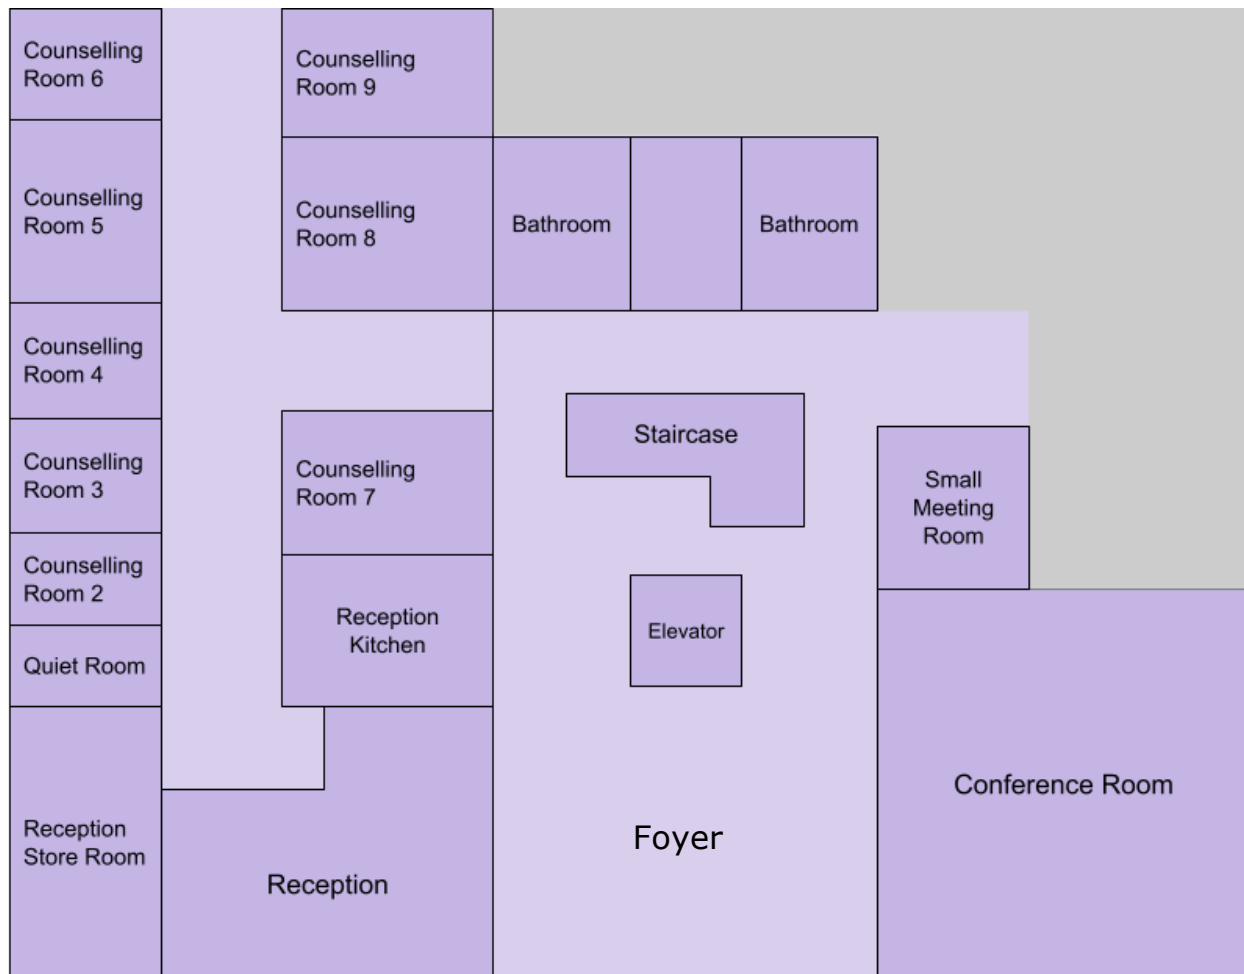 Counselling
Room 6
Counselling
Room 9
Counselling
Room 5
Counselling
Room 8
Bathroom
Bathroom
Counselling
Room 4
Staircase
Counselling
Room 3
Counselling
Room 7
Small
Meeting
Room
Counselling
Room 2
Reception
Kitchen
Elevator
Quiet Room
Conference Room
Reception
Store Room
Foyer
Reception